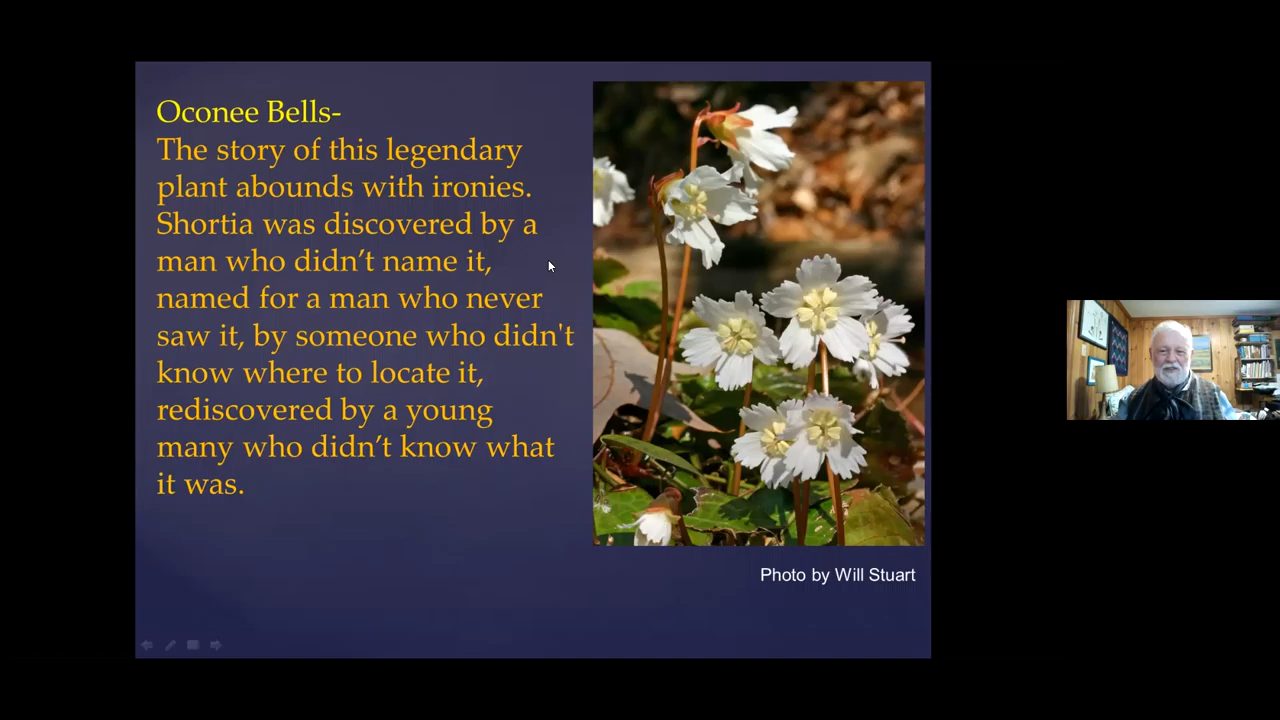 Oconee Bells-
The story of this legendary
plant abounds with ironies.
Shortia was discovered by a
man who didn’t name it,
named for a man who never
saw it, by someone who didn't
know where to locate it,
rediscovered by a young
many who didn’t know what
it was.
Photo by Will Stuart